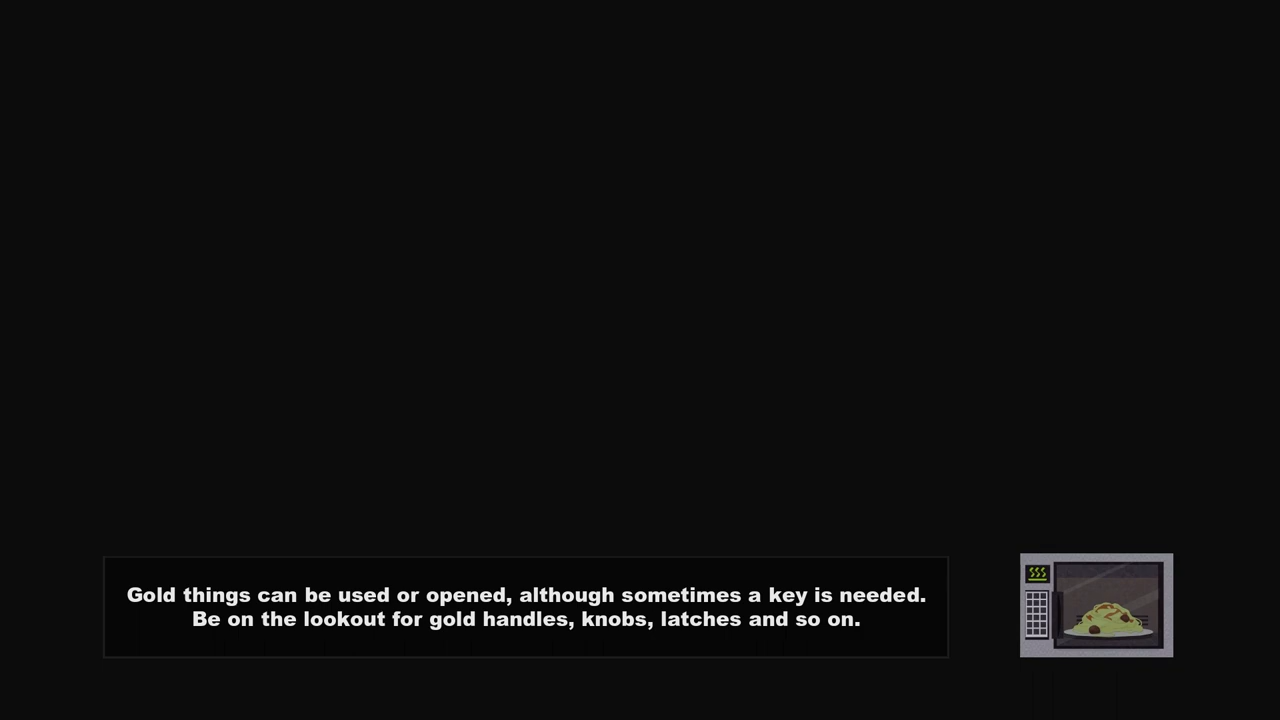 Gold things can be used or opened, although sometimes a key is needed.
Be on the lookout for gold handles, knobs, latches and so on.